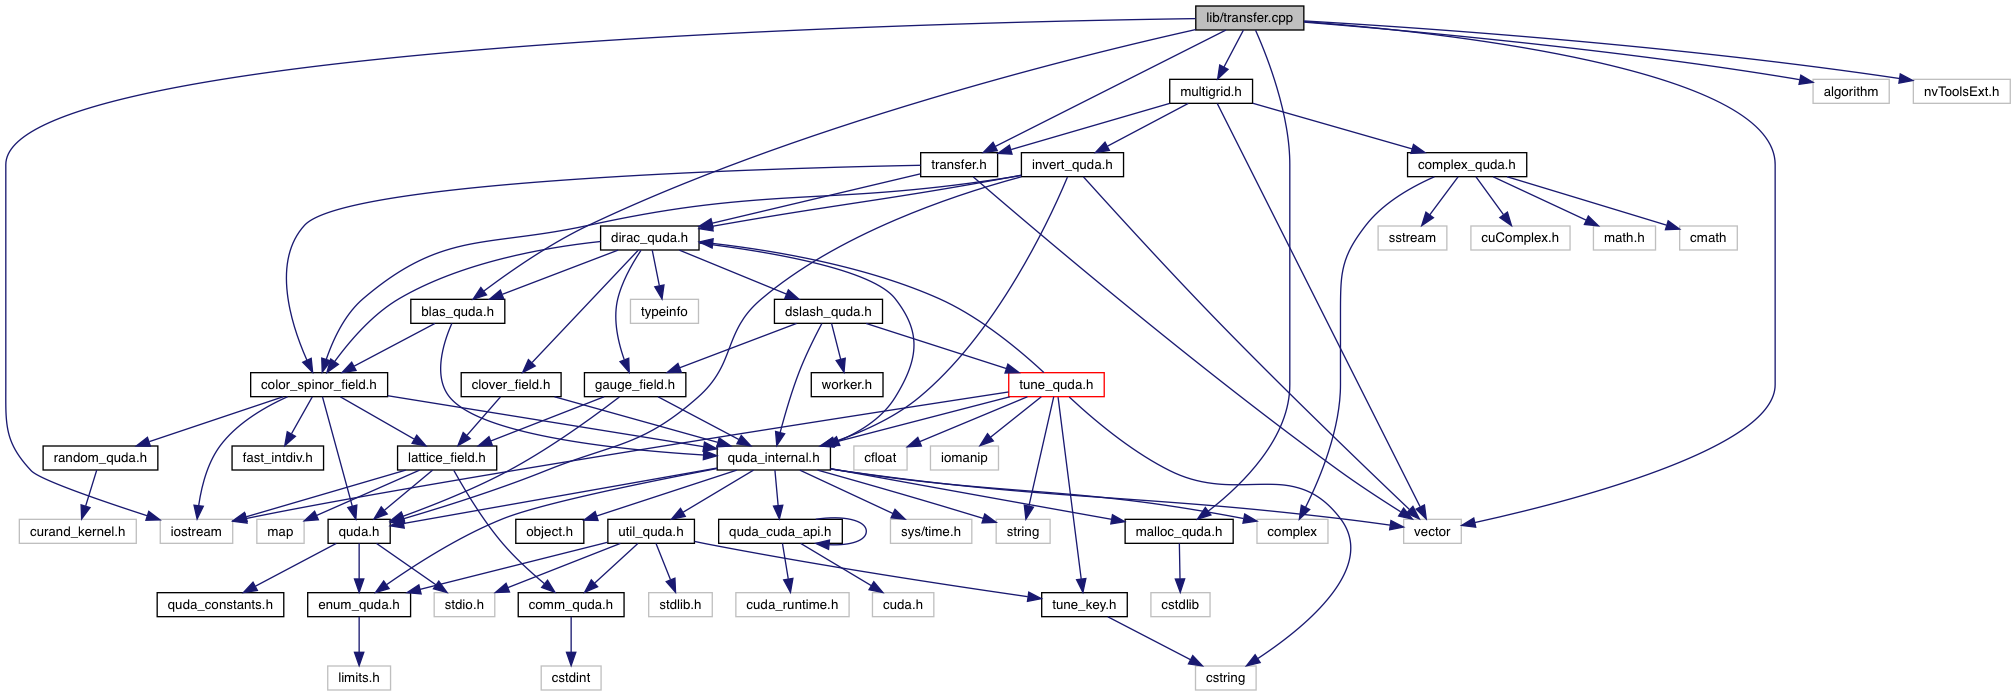 lib/transfer.cpp
multigrid.h
algorithm
nvToolsExt.h
transfer.h
invert_quda.h
complex_quda.h
dirac_quda.h
sstream
cuComplex.h
math.h
cmath
blas_quda.h
typeinfo
dslash_quda.h
color_spinor_field.h
clover_field.h
gauge_field.h
worker.h
tune_quda.h
random_quda.h
fast_intdiv.h
lattice_field.h
quda_internal.h
cfloat
iomanip
curand_kernel.h
iostream
map
quda.h
object.h
util_quda.h
quda_cuda_api.h
sys/time.h
string
malloc_quda.h
complex
vector
quda_constants.h
enum_quda.h
stdio.h
comm_quda.h
stdlib.h
cuda_runtime.h
cuda.h
tune_key.h
cstdlib
limits.h
cstdint
cstring